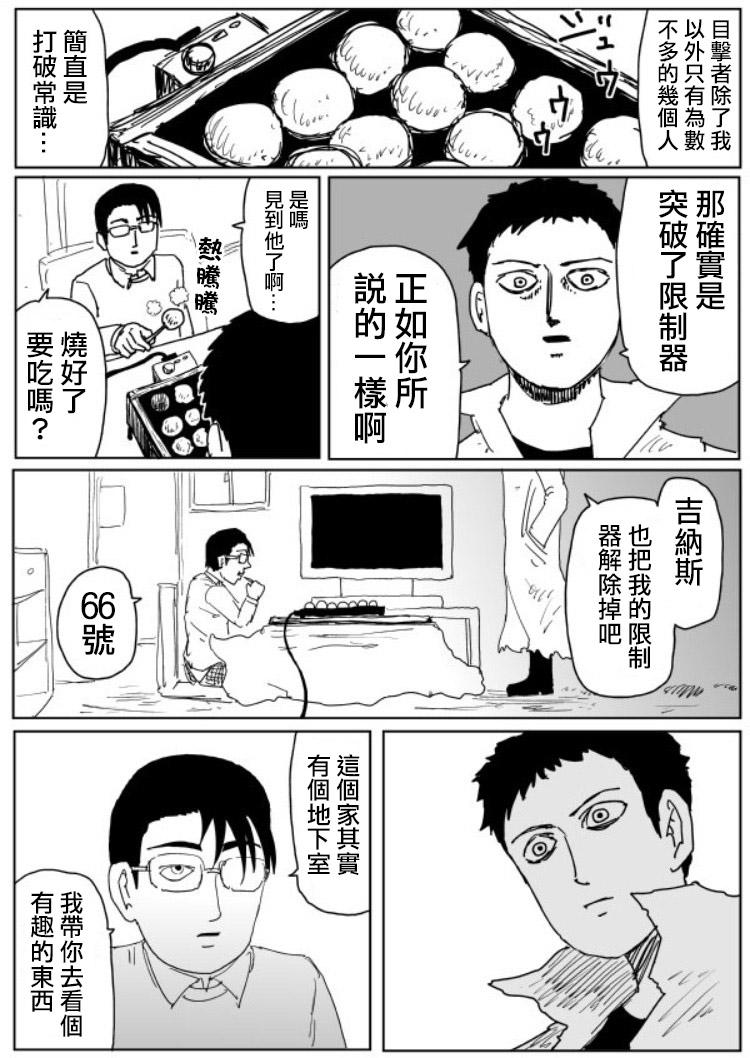 目擊者除了我
以外只有為數
不多的幾個人
ジュウ
ウウ
簡直是
打破常識…
那確實是
突破了限制器
正如你所
說的一樣啊
是嗎
見到他了啊…
熱騰騰
燒好了
要吃嗎？
吉納斯
也把我的限制
器解除掉吧
66
號
這個家其實
有個地下室
我帶你去看個
有趣的東西